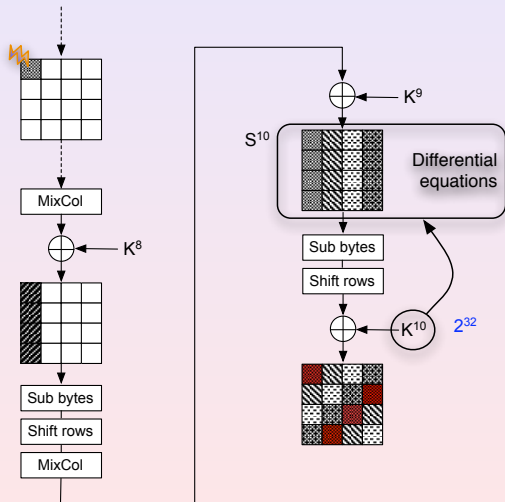 MixCol
K⁸
Sub bytes
Shift rows
MixCol
K⁹
S¹⁰
Differential
equations
Sub bytes
Shift rows
K¹⁰
2³²